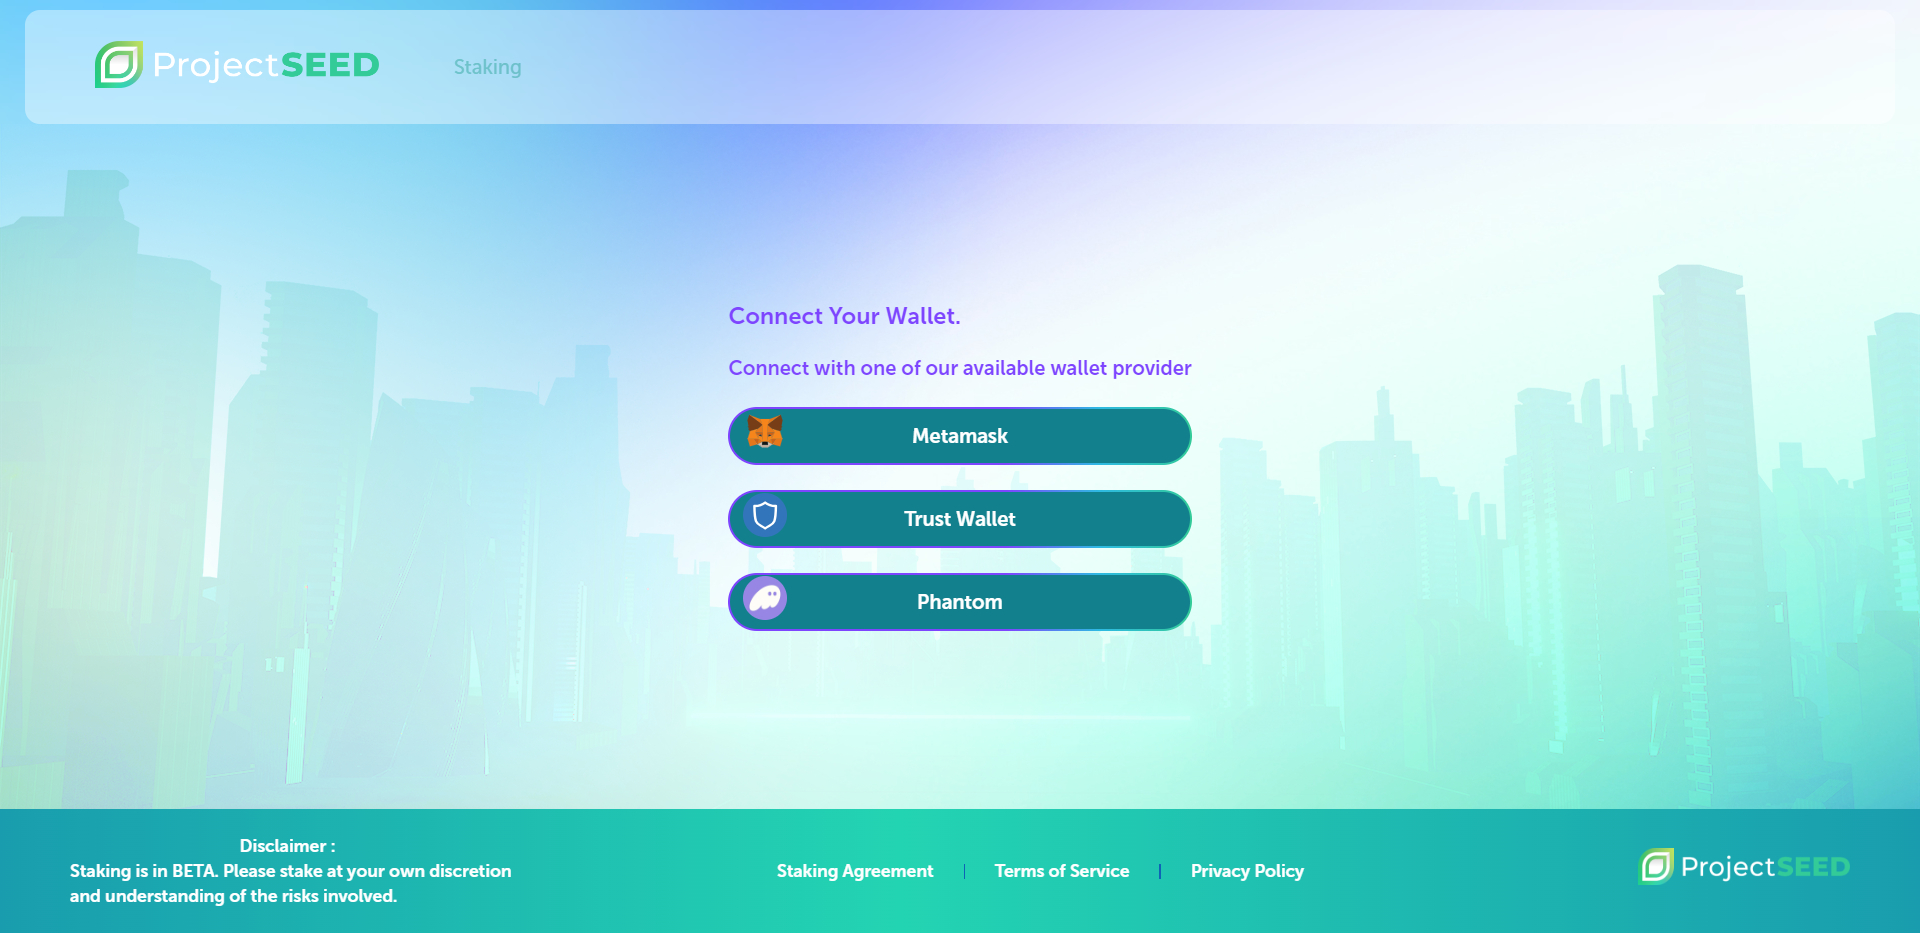 ProjectSEED
Staking
Connect Your Wallet.
Connect with one of our available wallet provider
Metamask
Trust Wallet
Phantom
Disclaimer :
Staking is in BETA. Please stake at your own discretion
and understanding of the risks involved.
Staking Agreement
Terms of Service
Privacy Policy
ProjectSEED